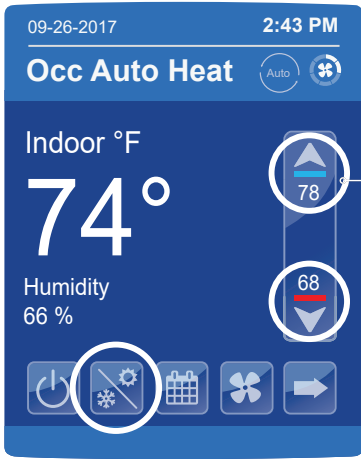 09-26-2017 2:43 PM
Occ Auto Heat Auto
Indoor °F
74°
78
Humidity
66 %
68